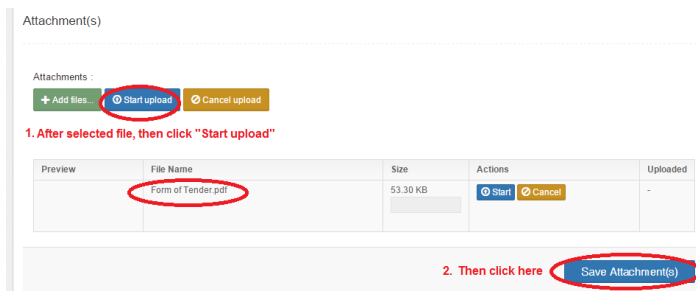 Attachment(s)
Attachments :
+ Add files... Start upload Cancel upload
1. After selected file, then click "Start upload"
Preview File Name Size Actions Uploaded
Form of Tender.pdf 53.30 KB Start Cancel -
2. Then click here Save Attachment(s)